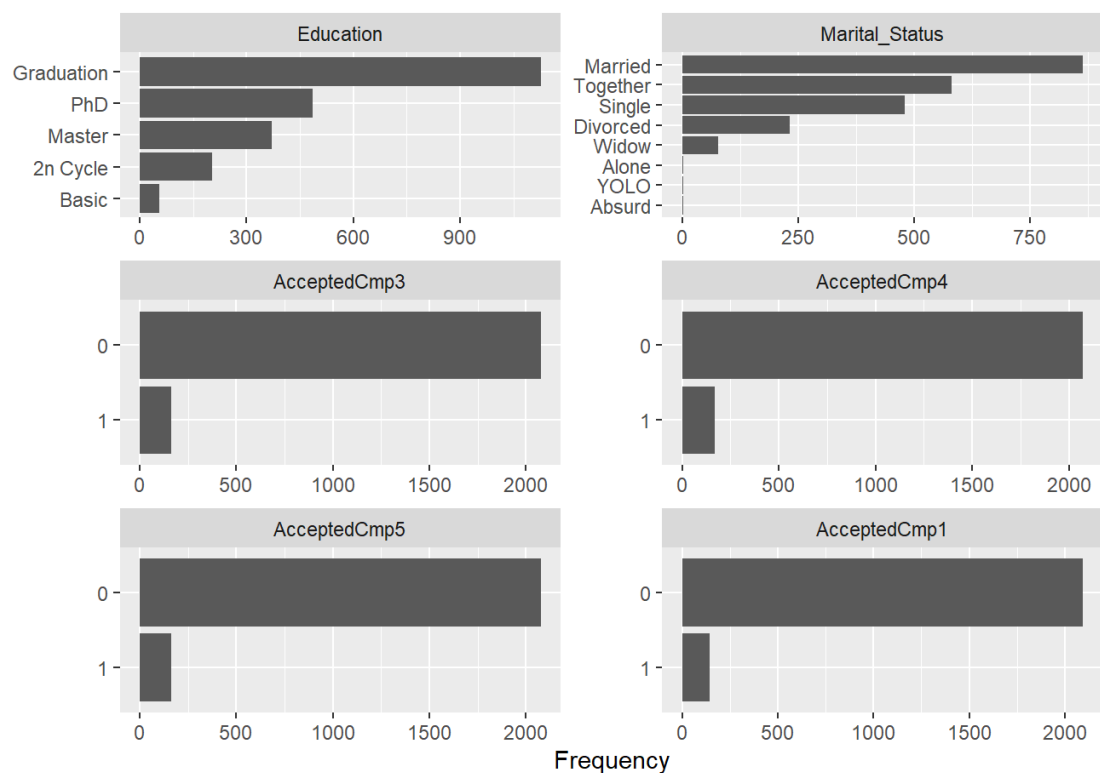 Education
Graduation
PhD
Master
2n Cycle
Basic
0 300 600 900
Marital_Status
Married
Together
Single
Divorced
Widow
Alone
YOLO
Absurd
0 250 500 750
AcceptedCmp3
0
1
0 500 1000 1500 2000
AcceptedCmp4
0
1
0 500 1000 1500 2000
AcceptedCmp5
0
1
0 500 1000 1500 2000
AcceptedCmp1
0
1
0 500 1000 1500 2000
Frequency